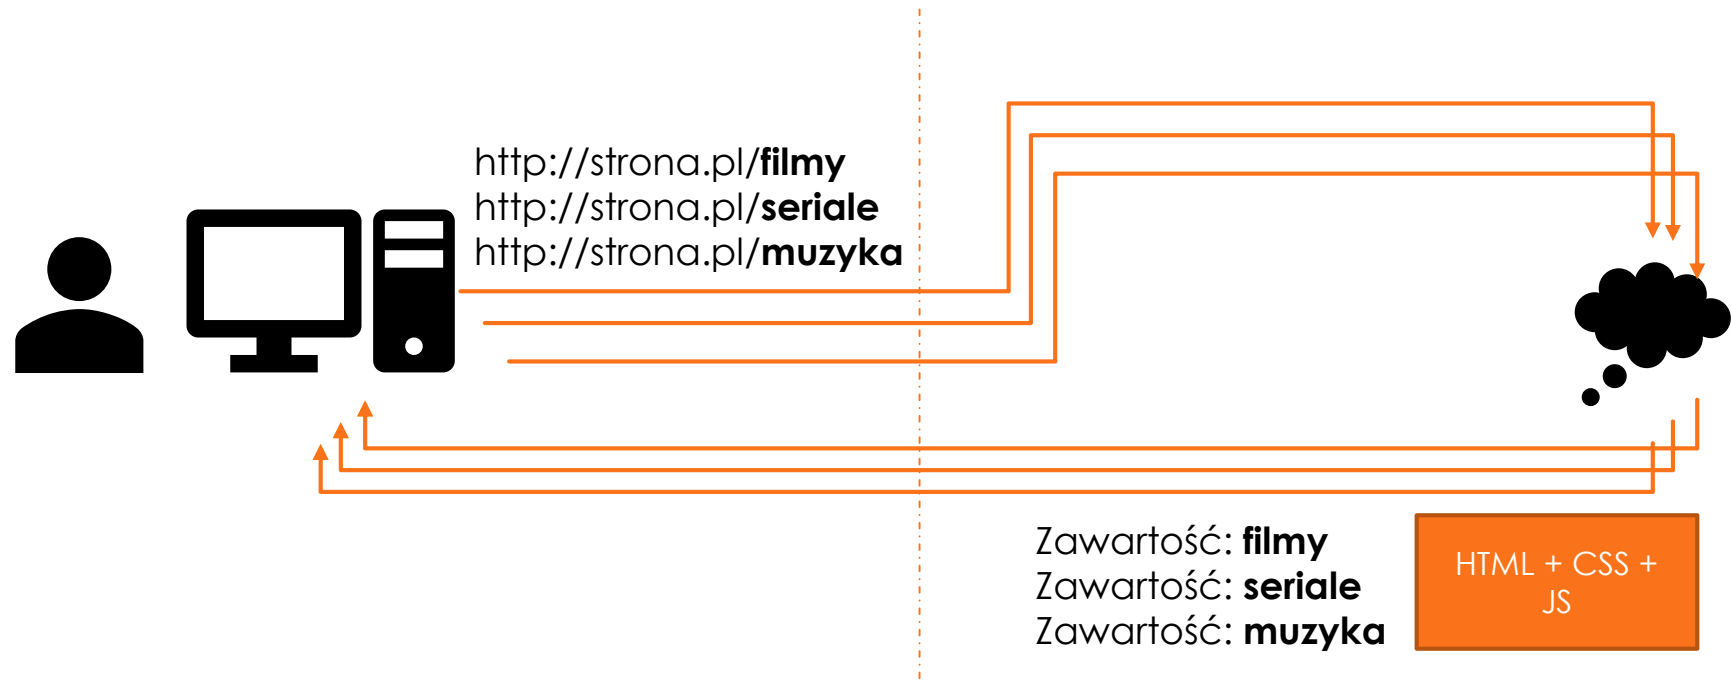 http://strona.pl/filmy
http://strona.pl/seriale
http://strona.pl/muzyka
Zawartość: filmy
Zawartość: seriale
Zawartość: muzyka
HTML + CSS +
JS